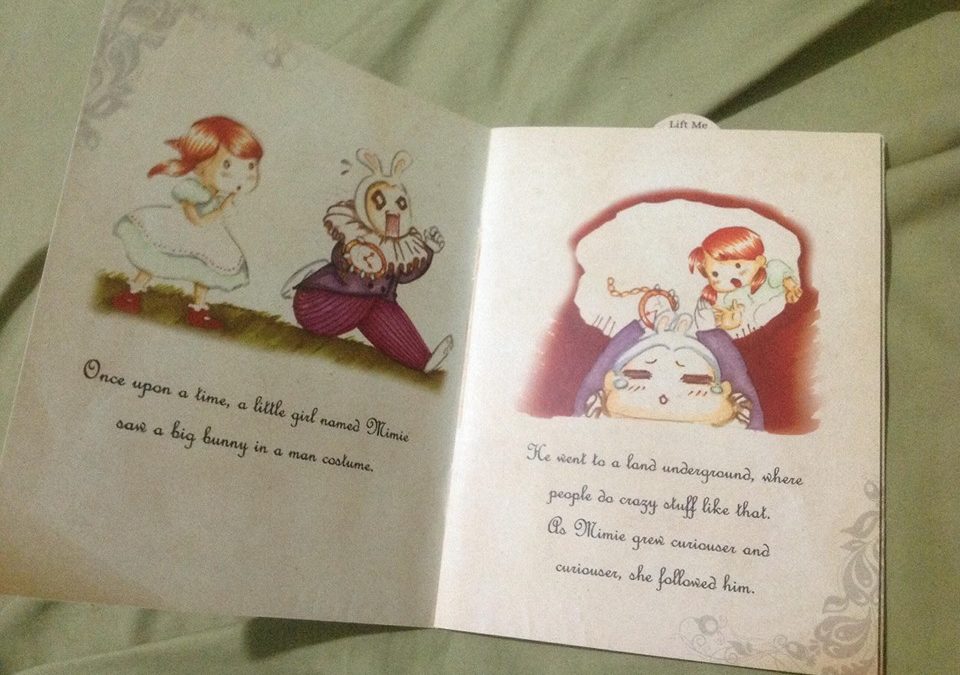 Once upon a time, a little girl named Mimie
saw a big bunny in a man costume.
Lift Me
He went to a land underground, where
people do crazy stuff like that.
As Mimie grew curiouser and
curiouser, she followed him.